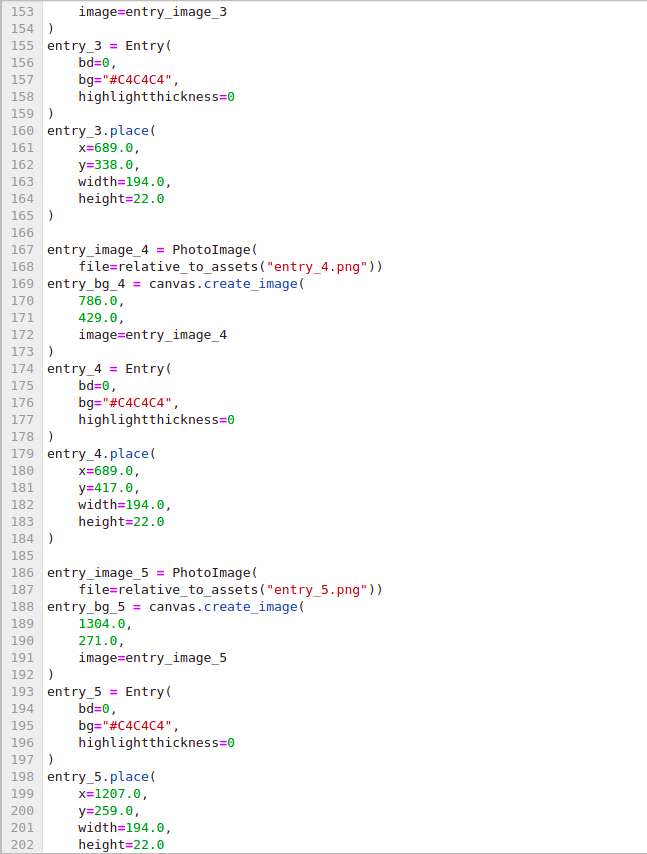 153     image=entry_image_3
154 )
155 entry_3 = Entry(
156     bd=0,
157     bg="#C4C4C4",
158     highlightthickness=0
159 )
160 entry_3.place(
161     x=689.0,
162     y=338.0,
163     width=194.0,
164     height=22.0
165 )
166
167 entry_image_4 = PhotoImage(
168     file=relative_to_assets("entry_4.png"))
169 entry_bg_4 = canvas.create_image(
170     786.0,
171     429.0,
172     image=entry_image_4
173 )
174 entry_4 = Entry(
175     bd=0,
176     bg="#C4C4C4",
177     highlightthickness=0
178 )
179 entry_4.place(
180     x=689.0,
181     y=417.0,
182     width=194.0,
183     height=22.0
184 )
185
186 entry_image_5 = PhotoImage(
187     file=relative_to_assets("entry_5.png"))
188 entry_bg_5 = canvas.create_image(
189     1304.0,
190     271.0,
191     image=entry_image_5
192 )
193 entry_5 = Entry(
194     bd=0,
195     bg="#C4C4C4",
196     highlightthickness=0
197 )
198 entry_5.place(
199     x=1207.0,
200     y=259.0,
201     width=194.0,
202     height=22.0